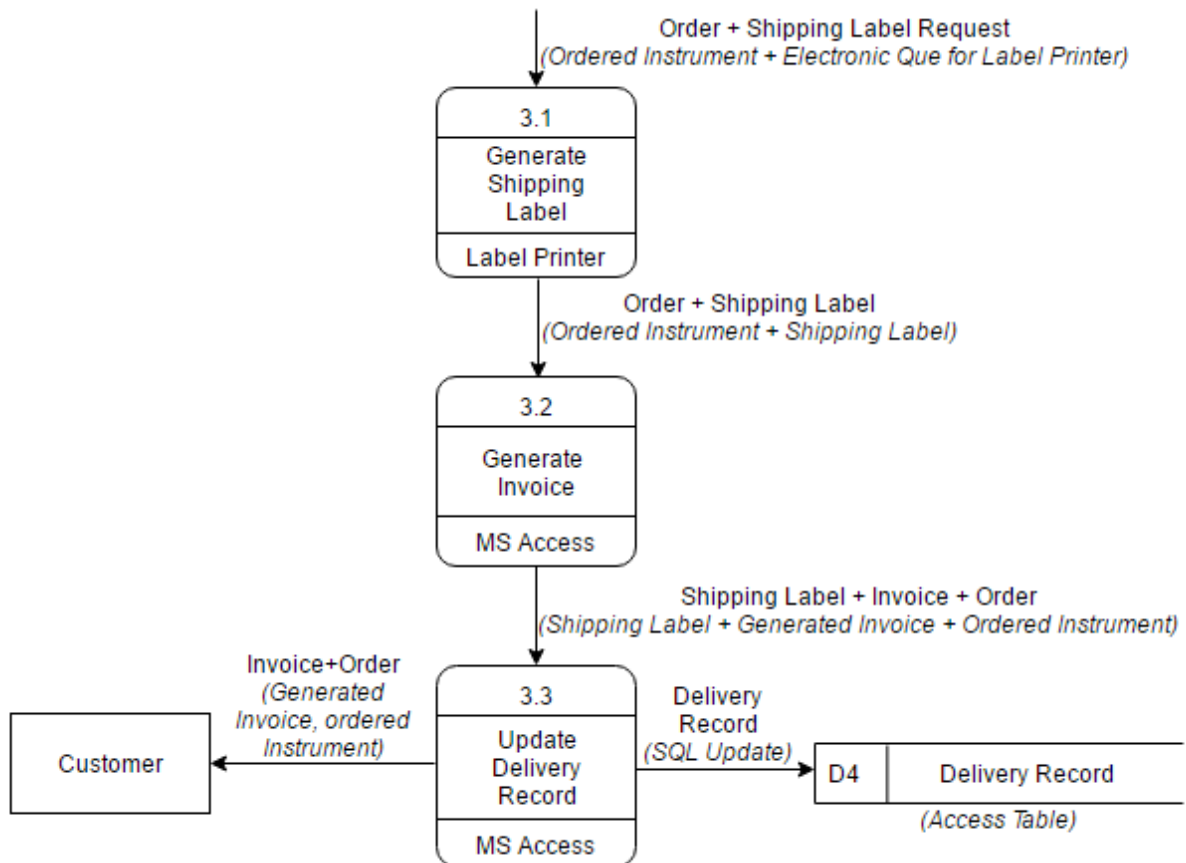 Order + Shipping Label Request
(Ordered Instrument + Electronic Que for Label Printer)
3.1
Generate
Shipping
Label
Label Printer
Order + Shipping Label
(Ordered Instrument + Shipping Label)
3.2
Generate
Invoice
MS Access
Shipping Label + Invoice + Order
(Shipping Label + Generated Invoice + Ordered Instrument)
Invoice+Order
(Generated
Invoice, ordered
Instrument)
Customer
3.3
Update
Delivery
Record
MS Access
Delivery
Record
(SQL Update)
D4
Delivery Record
(Access Table)